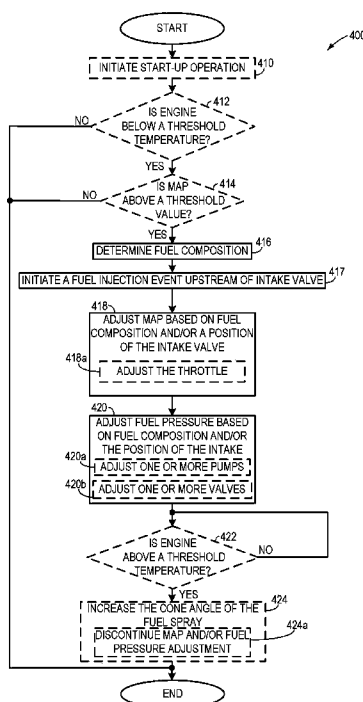 START
400
INITIATE START-UP OPERATION
410
412
IS ENGINE
BELOW A THRESHOLD
TEMPERATURE?
NO
YES
414
IS MAP
ABOVE A THRESHOLD
VALUE?
NO
YES
DETERMINE FUEL COMPOSITION
416
INITIATE A FUEL INJECTION EVENT UPSTREAM OF INTAKE VALVE
417
418
ADJUST MAP BASED ON FUEL
COMPOSITION AND/OR A POSITION
OF THE INTAKE VALVE
418a
ADJUST THE THROTTLE
420
ADJUST FUEL PRESSURE BASED
ON FUEL COMPOSITION AND/OR
THE POSITION OF THE INTAKE
420a
ADJUST ONE OR MORE PUMPS
420b
ADJUST ONE OR MORE VALVES
422
IS ENGINE
ABOVE A THRESHOLD
TEMPERATURE?
NO
YES
424
INCREASE THE CONE ANGLE OF THE
FUEL SPRAY
DISCONTINUE MAP AND/OR FUEL
PRESSURE ADJUSTMENT
424a
END